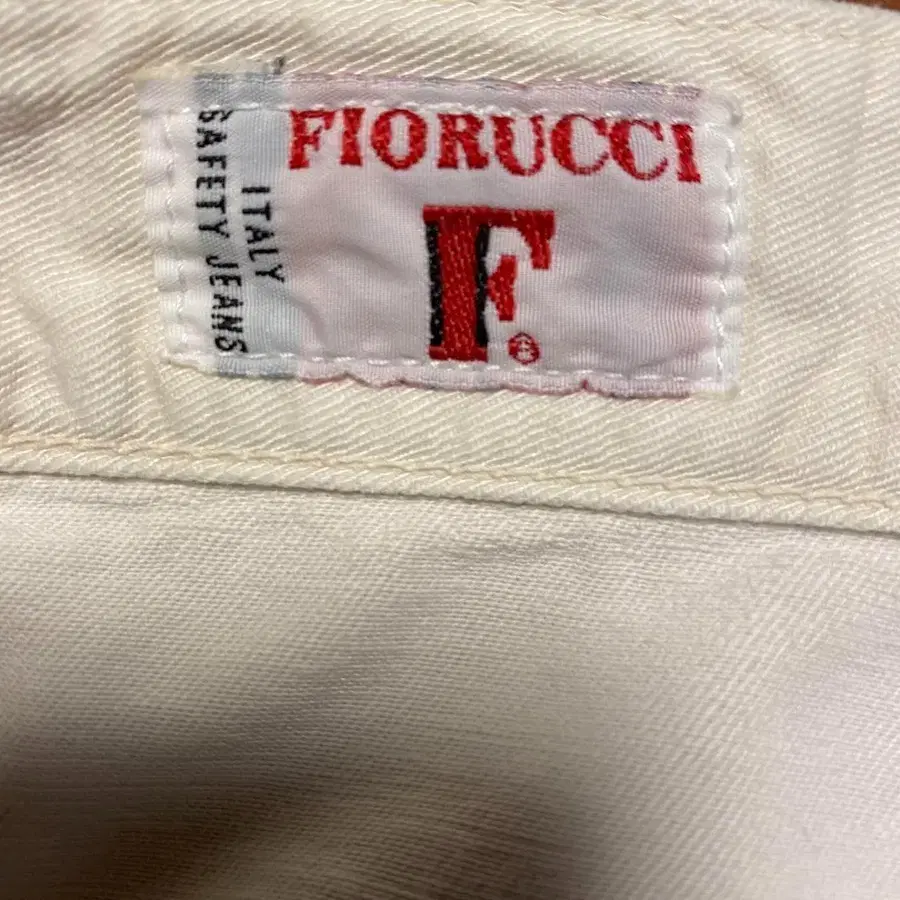 FIORUCCI
F®
ITALY
SAFETY JEANS